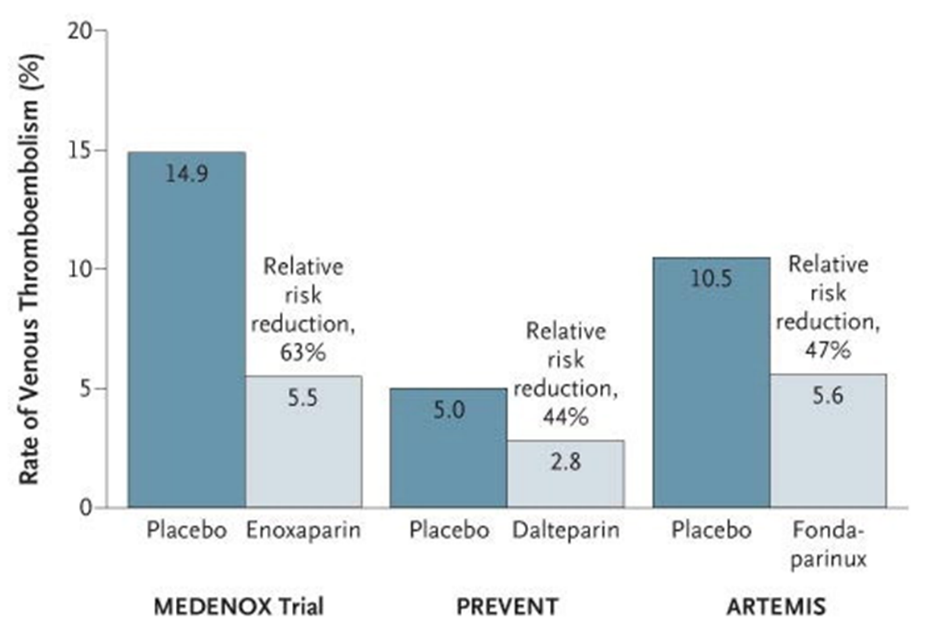 Rate of Venous Thromboembolism (%)
20
15
10
5
0
14.9
Relative
risk
reduction,
63%
5.5
5.0
Relative
risk
reduction,
44%
2.8
10.5
Relative
risk
reduction,
47%
5.6
Placebo Enoxaparin Placebo Dalteparin Placebo Fonda-
parinux
MEDENOX Trial PREVENT ARTEMIS